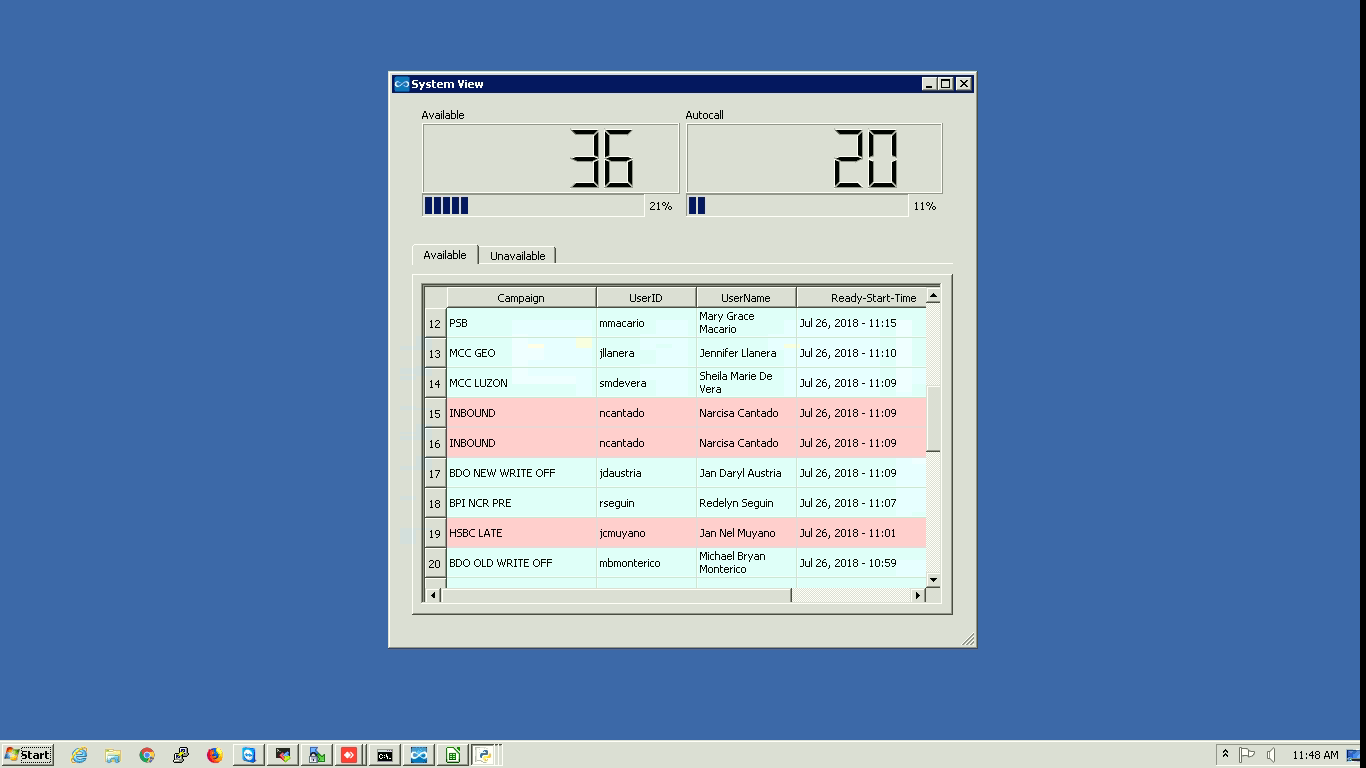 System View
Available
Autocall
36
20
21%
11%
Available
Unavailable
Campaign UserID UserName Ready-Start-Time
12 PSB mmacario Mary Grace Macario Jul 26, 2018 - 11:15
13 MCC GEO jllanera Jennifer Llanera Jul 26, 2018 - 11:10
14 MCC LUZON smdevera Sheila Marie De Vera Jul 26, 2018 - 11:09
15 INBOUND ncantado Narcisa Cantado Jul 26, 2018 - 11:09
16 INBOUND ncantado Narcisa Cantado Jul 26, 2018 - 11:09
17 BDO NEW WRITE OFF jdaustria Jan Daryl Austria Jul 26, 2018 - 11:09
18 BPI NCR PRE rseguin Redelyn Seguin Jul 26, 2018 - 11:07
19 HSBC LATE jcmuyano Jan Nel Muyano Jul 26, 2018 - 11:01
20 BDO OLD WRITE OFF mbmonterico Michael Bryan Monterico Jul 26, 2018 - 10:59
Start
11:48 AM